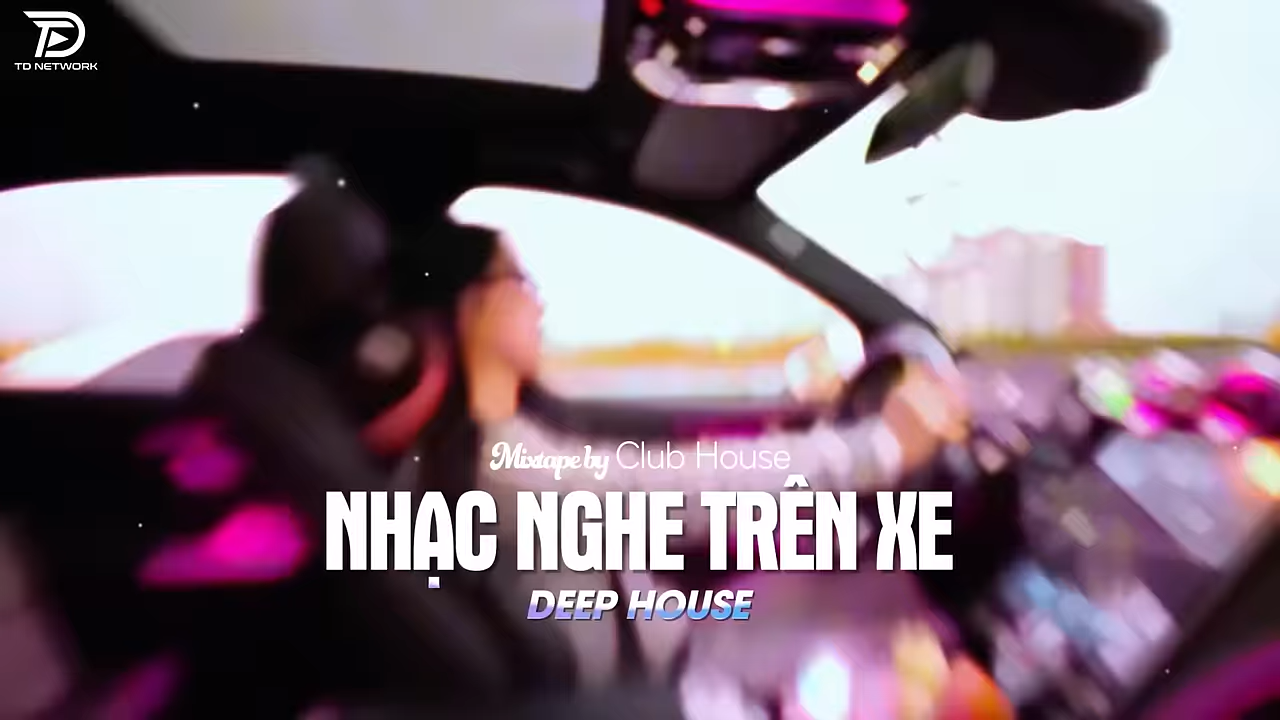 TD NETWORK
Mixtape by Club House
NHẠC NGHE TRÊN XE
DEEP HOUSE